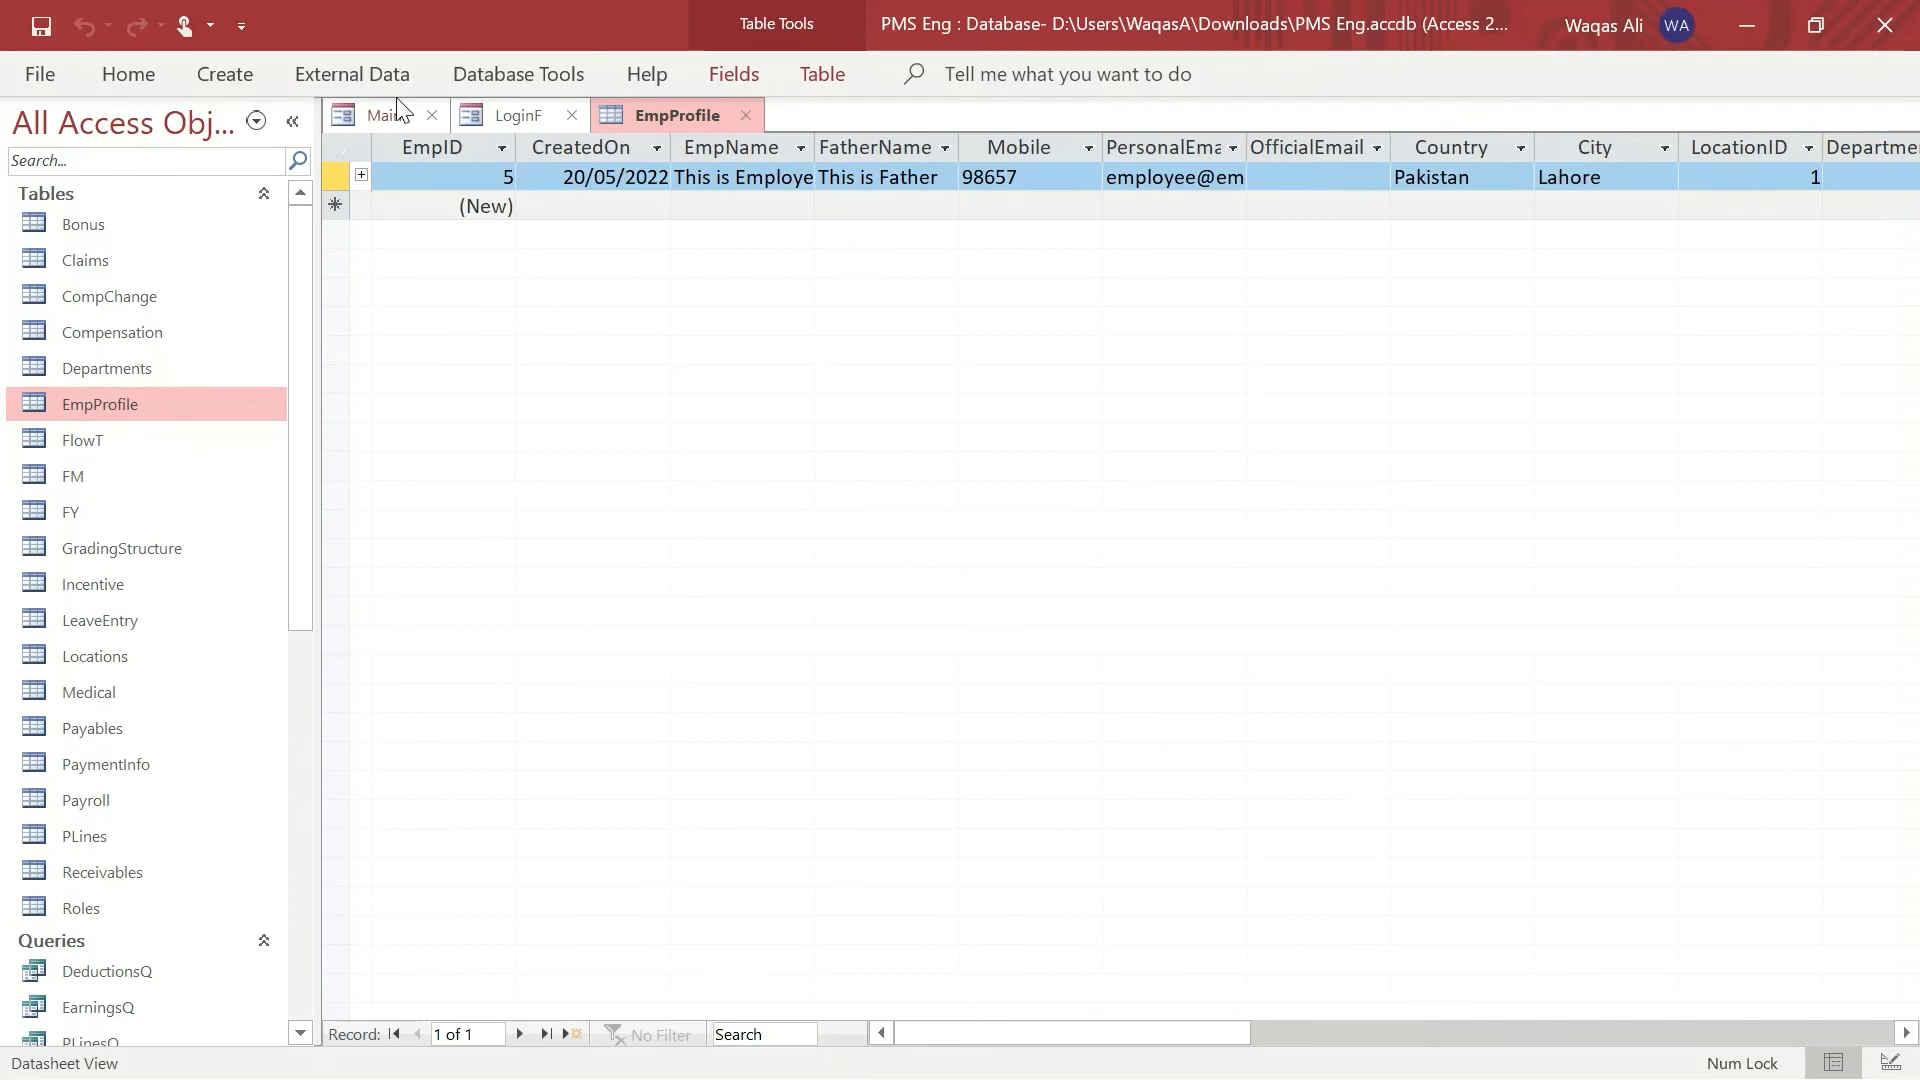 Table Tools
PMS Eng : Database- D:\Users\WaqasA\Downloads\PMS Eng.accdb (Access 2...
Waqas Ali WA
File Home Create External Data Database Tools Help Fields Table Tell me what you want to do
All Access Obj...
Search...
LoginF EmpProfile
EmpID CreatedOn EmpName FatherName Mobile PersonalEma OfficialEmail Country City LocationID Departme
5 20/05/2022 This is Employe This is Father 98657 employee@em Pakistan Lahore 1
(New)
Tables
Bonus
Claims
CompChange
Compensation
Departments
EmpProfile
FlowT
FM
FY
GradingStructure
Incentive
LeaveEntry
Locations
Medical
Payables
PaymentInfo
Payroll
PLines
Receivables
Roles
Queries
DeductionsQ
EarningsQ
PLinesQ
Record: 1 of 1 No Filter Search
Datasheet View Num Lock